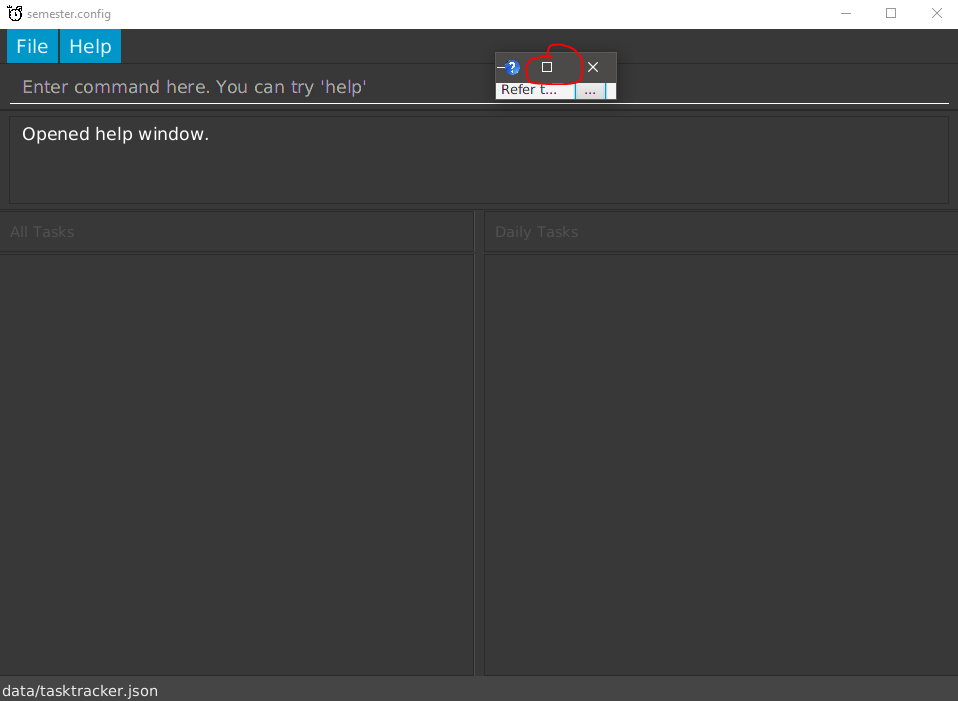 semester.config
File Help
Enter command here. You can try 'help'
?
Refer t... ...
Opened help window.
All Tasks
Daily Tasks
data/tasktracker.json